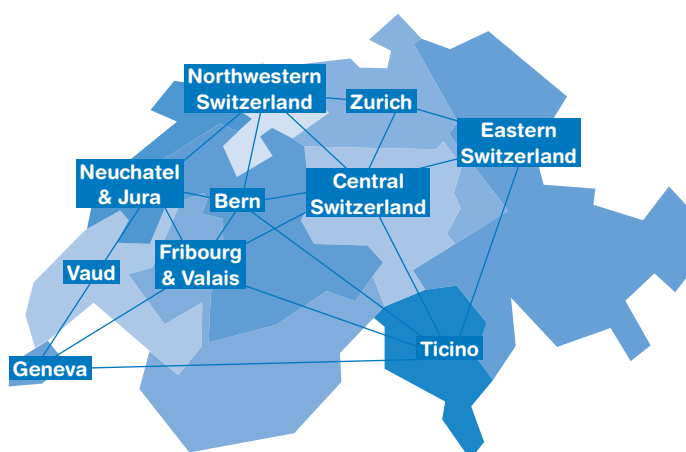 Northwestern
Switzerland
Zurich
Eastern
Switzerland
Neuchatel
& Jura
Bern
Central
Switzerland
Fribourg
& Valais
Vaud
Ticino
Geneva